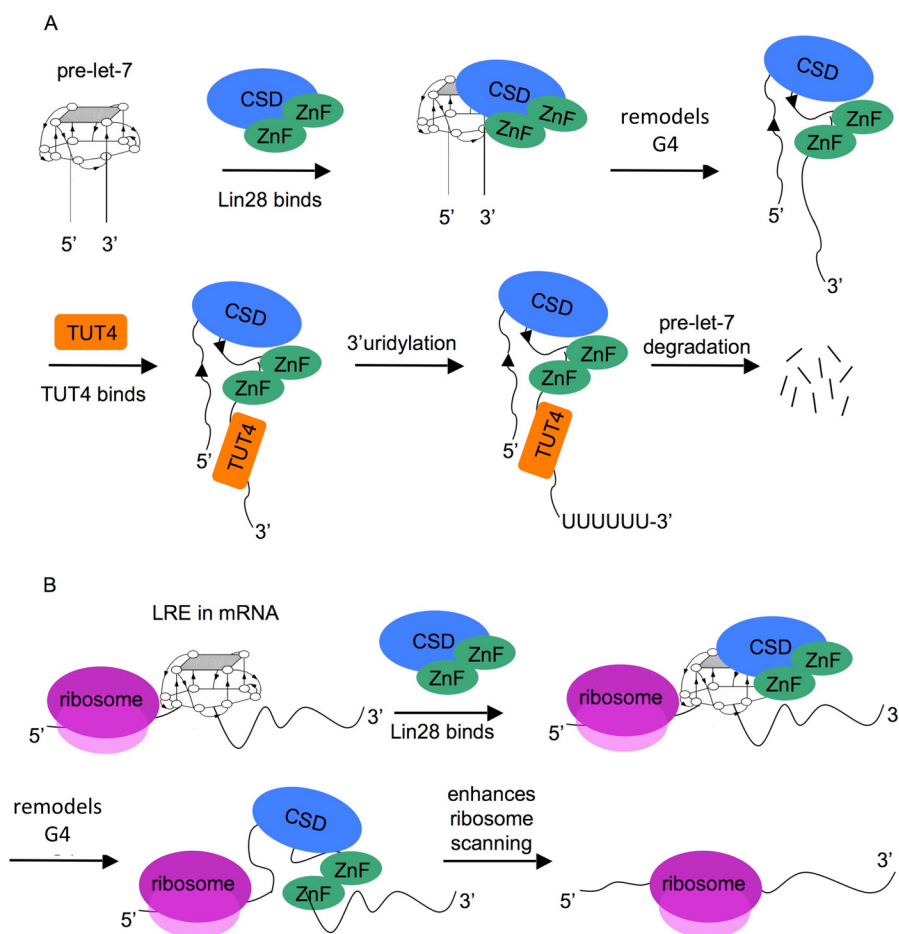 A
pre-let-7
CSD
ZnF
ZnF
Lin28 binds
5’ 3’
CSD
ZnF
ZnF
5’ 3’
remodels
G4
CSD
ZnF
ZnF
5’
3’
TUT4
TUT4 binds
CSD
ZnF
ZnF
TUT4
5’
3’
3’uridylation
CSD
ZnF
ZnF
TUT4
5’
UUUUUU-3’
pre-let-7
degradation
B
LRE in mRNA
ribosome
5’
3’
CSD
ZnF
ZnF
Lin28 binds
ribosome
CSD
ZnF
ZnF
5’
3
remodels
G4
ribosome
CSD
ZnF
ZnF
5’
3’
enhances
ribosome
scanning
ribosome
5’
3’